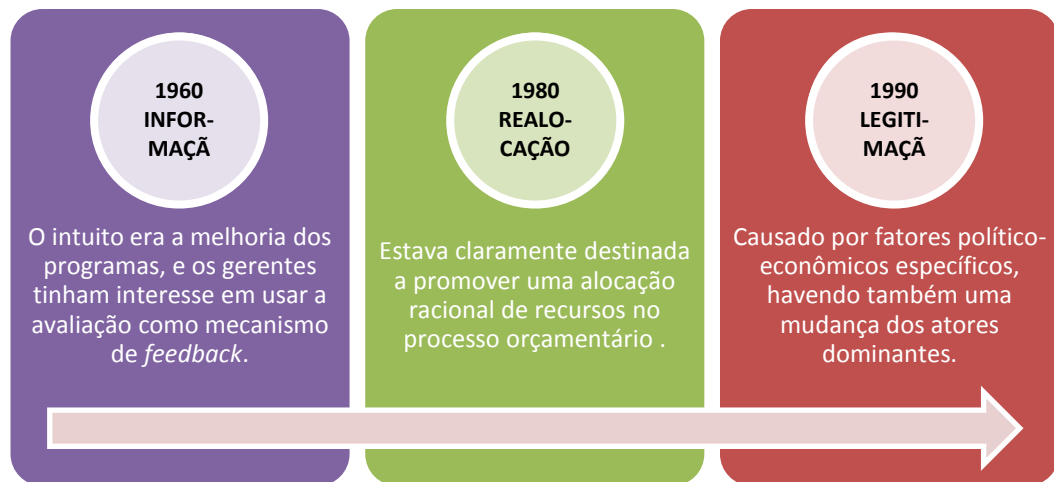 1960
INFOR-
MAÇÃ
O intuito era a melhoria dos
programas, e os gerentes
tinham interesse em usar a
avaliação como mecanismo
de feedback.
1980
REALO-
CAÇÃO
Estava claramente destinada
a promover uma alocação
racional de recursos no
processo orçamentário .
1990
LEGITI-
MAÇÃ
Causado por fatores político-
econômicos específicos,
havendo também uma
mudança dos atores
dominantes.